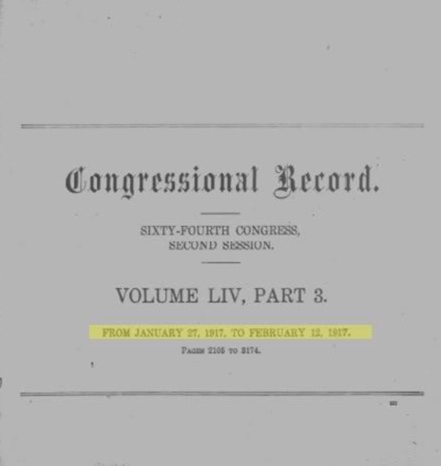 Congressional Record.
SIXTY-FOURTH CONGRESS,
SECOND SESSION.
VOLUME LIV, PART 3.
FROM JANUARY 27, 1917, TO FEBRUARY 12, 1917.
PAGES 2105 TO 3174.